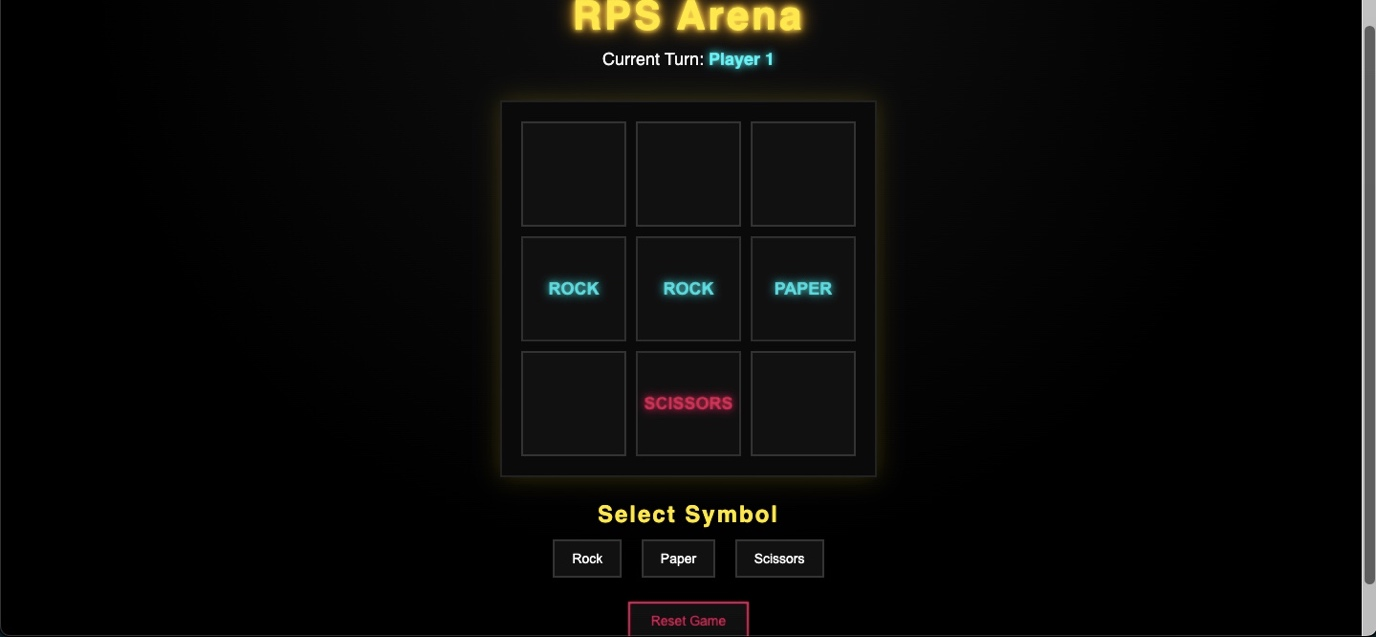 RPS Arena
Current Turn: Player 1
ROCK ROCK PAPER
SCISSORS
Select Symbol
Rock Paper Scissors
Reset Game